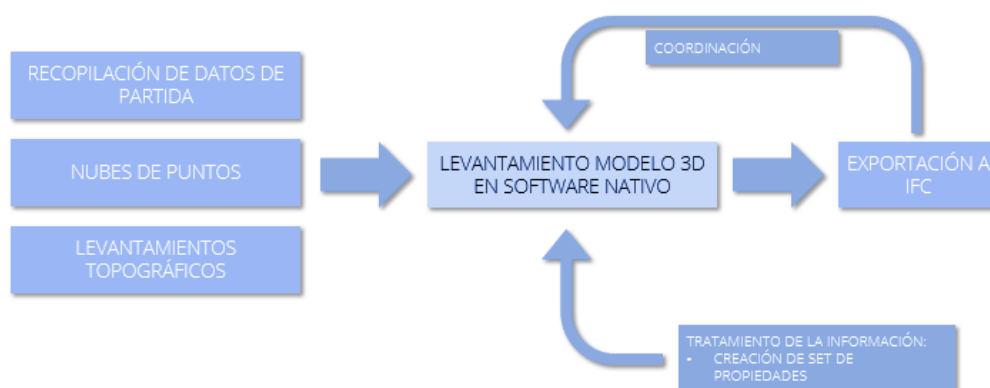 RECOPILACIÓN DE DATOS DE
PARTIDA
NUBES DE PUNTOS
LEVANTAMIENTOS
TOPOGRÁFICOS
COORDINACIÓN
LEVANTAMIENTO MODELO 3D
EN SOFTWARE NATIVO
EXPORTACIÓN A
IFC
TRATAMIENTO DE LA INFORMACIÓN:
• CREACIÓN DE SET DE
PROPIEDADES